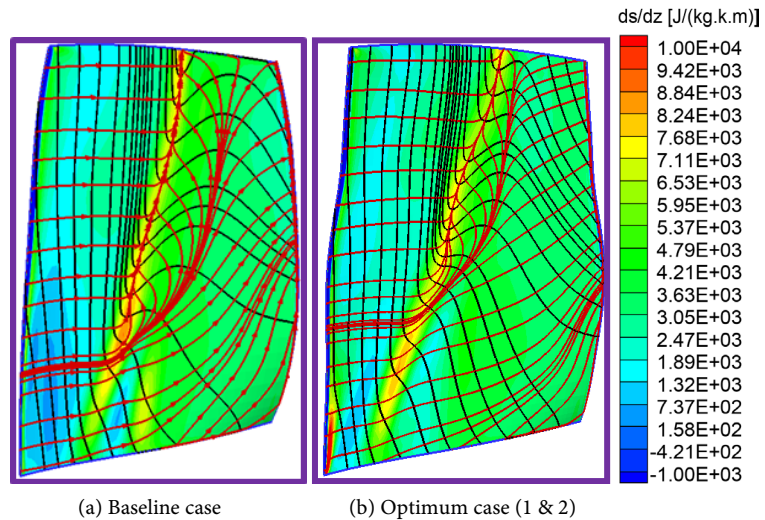 ds/dz [J/(kg.k.m)]
1.00E+04
9.42E+03
8.84E+03
8.24E+03
7.68E+03
7.11E+03
6.53E+03
5.95E+03
5.37E+03
4.79E+03
4.21E+03
3.63E+03
3.05E+03
2.47E+03
1.89E+03
1.32E+03
7.37E+02
1.58E+02
-4.21E+02
-1.00E+03
(a) Baseline case
(b) Optimum case (1 & 2)